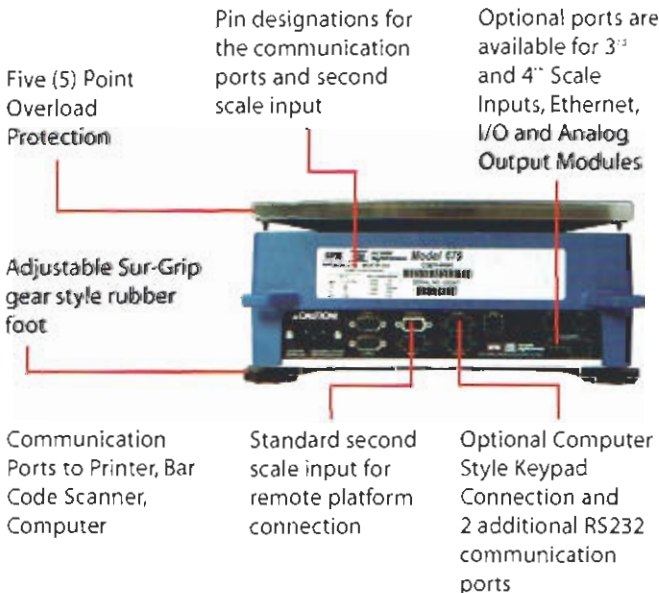 Pin designations for
the communication
ports and second
scale input
Optional ports are
available for 3rd
and 4th Scale
Inputs, Ethernet,
I/O and Analog
Output Modules
Five (5) Point
Overload
Protection
Adjustable Sur-Grip
gear style rubber
foot
Model 675
CAUTION
Communication
Ports to Printer, Bar
Code Scanner,
Computer
Standard second
scale input for
remote platform
connection
Optional Computer
Style Keypad
Connection and
2 additional RS232
communication
ports